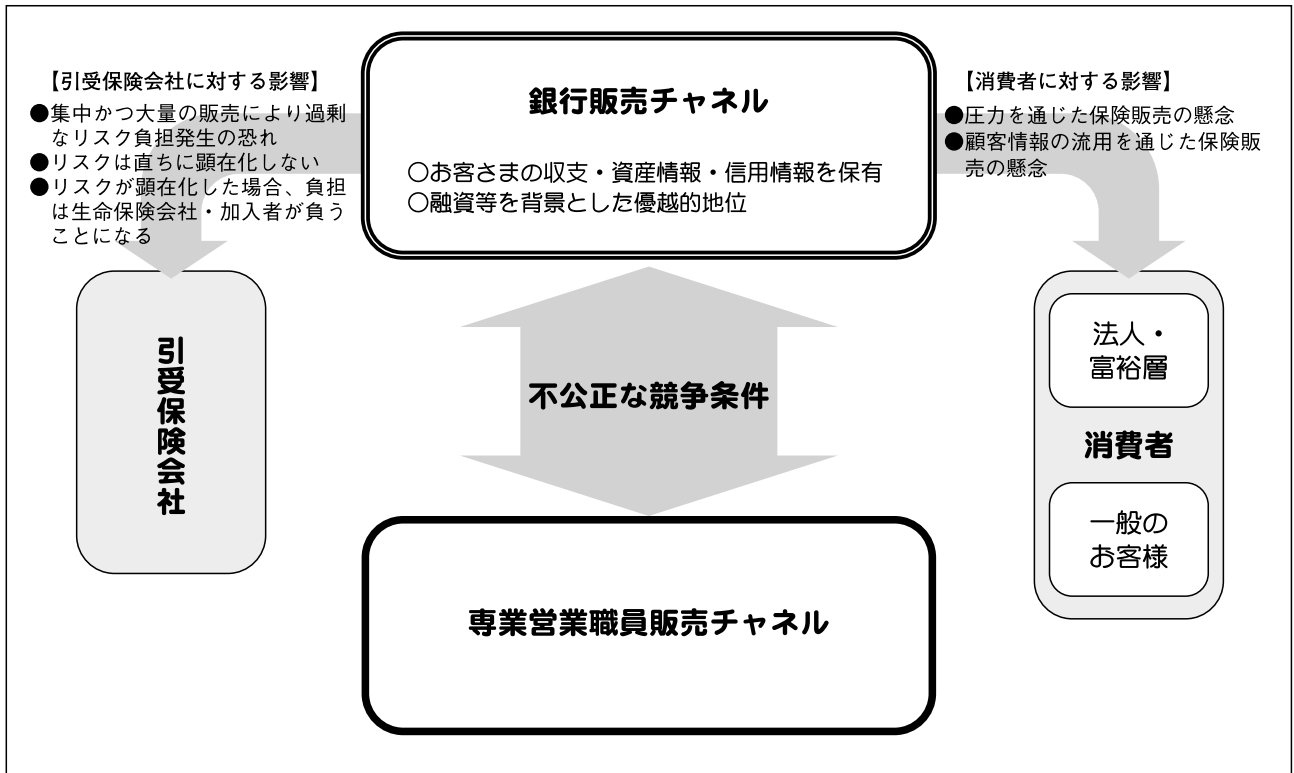 【引受保険会社に対する影響】
●集中かつ大量の販売により過剰
なリスク負担発生の恐れ
●リスクは直ちに顕在化しない
●リスクが顕在化した場合、負担
は生命保険会社・加入者が負う
ことになる
銀行販売チャネル
○お客さまの収支・資産情報・信用情報を保有
○融資等を背景とした優越的地位
【消費者に対する影響】
●圧力を通じた保険販売の懸念
●顧客情報の流用を通じた保険販
売の懸念
引受保険会社
不公正な競争条件
法人・
富裕層
消費者
一般の
お客様
専業営業職員販売チャネル